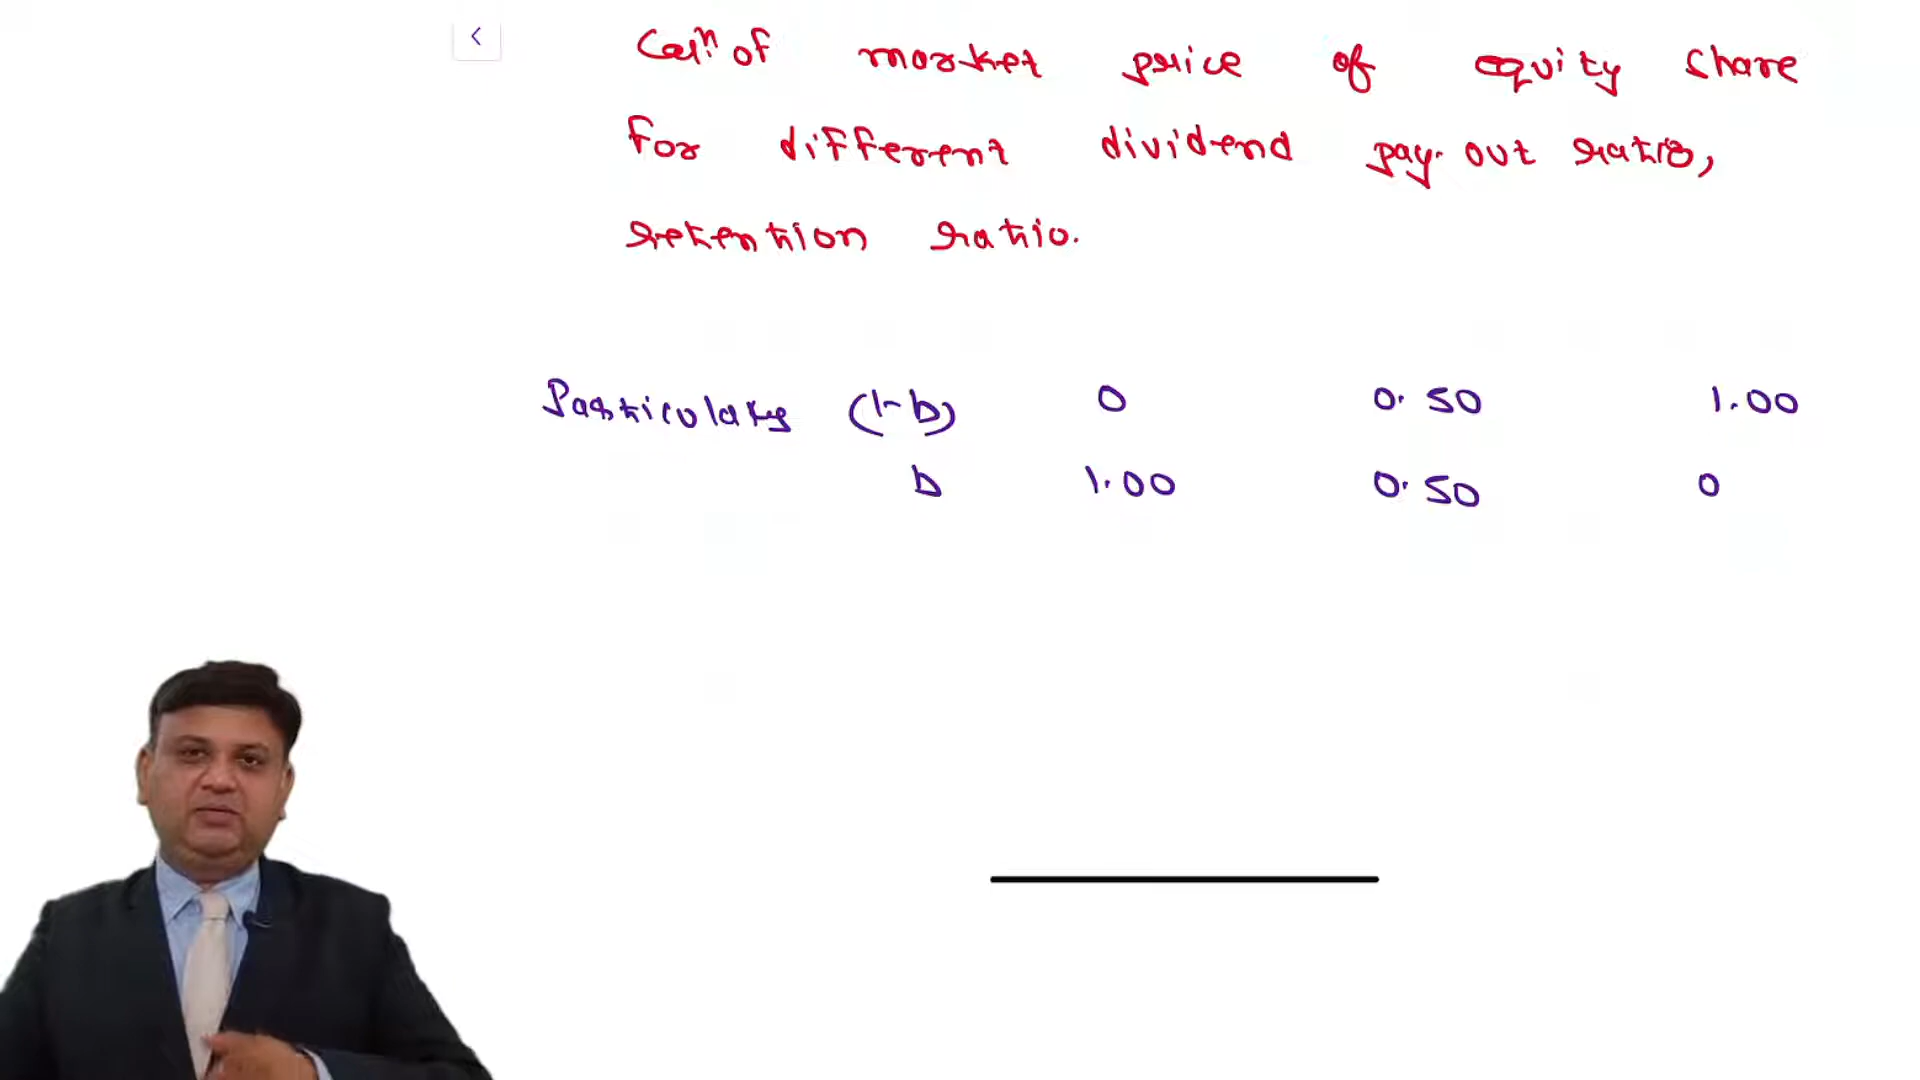 Calⁿ of market price of equity share
for different dividend pay-out ratio,
retention ratio.
Particulars (1-b) 0 0.50 1.00
b 1.00 0.50 0